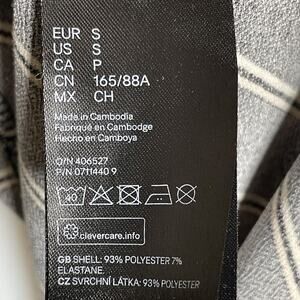 EUR S
US S
CA P
CN 165/88A
MX CH
Made in Cambodia
Fabriqué en Cambodge
Hecho en Camboya
O/N 406527
P/N 0711440 9
40
clevercare.info
GB SHELL: 93% POLYESTER 7%
ELASTANE.
CZ SVRCHNÍ LÁTKA: 93% POLYESTER